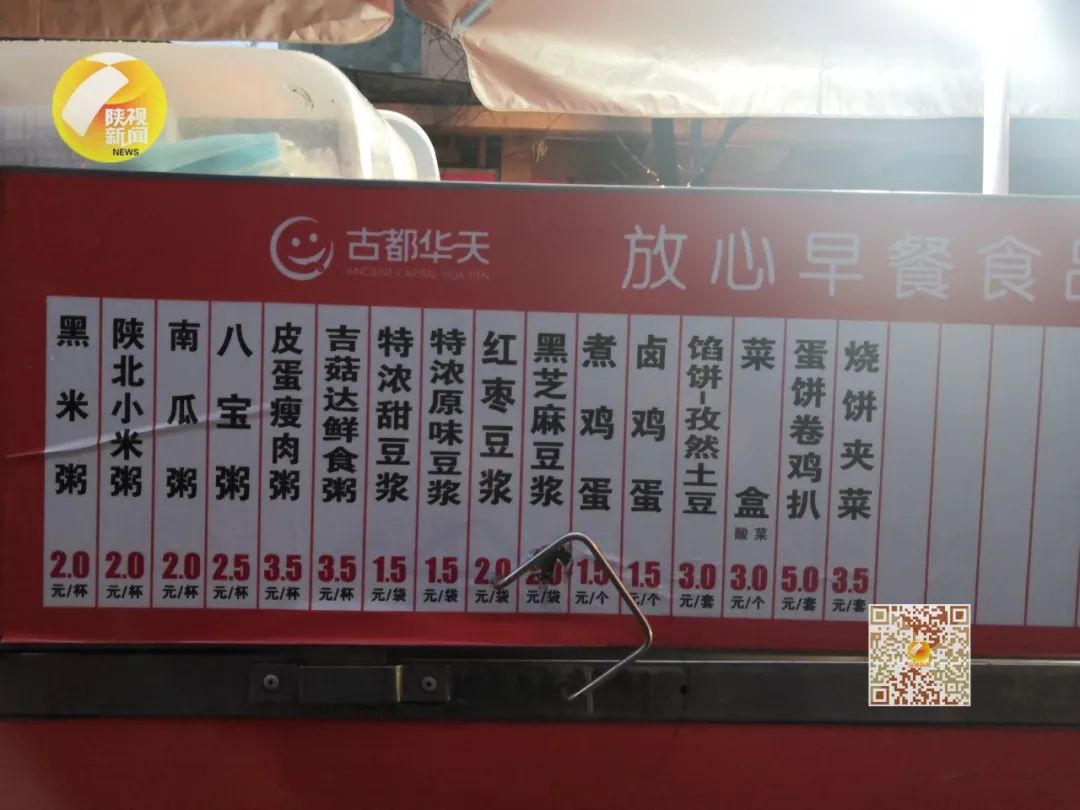 陕视
新闻
NEWS
古都华天
ANCIENT CAPITAL HUA TIEN
放心早餐食品
黑米粥
2.0
元/杯
陕北小米粥
2.0
元/杯
南瓜粥
2.0
元/杯
八宝粥
2.5
元/杯
皮蛋瘦肉粥
3.5
元/杯
吉菇达鲜食粥
3.5
元/杯
特浓甜豆浆
1.5
元/袋
特浓原味豆浆
1.5
元/袋
红枣豆浆
2.0
元/袋
黑芝麻豆浆
元/袋
煮鸡蛋
1.5
元/个
卤鸡蛋
1.5
元/个
馅饼-孜然土豆
3.0
元/套
菜盒
酸菜
3.0
元/个
蛋饼卷鸡扒
5.0
元/套
烧饼夹菜
3.5
元/套